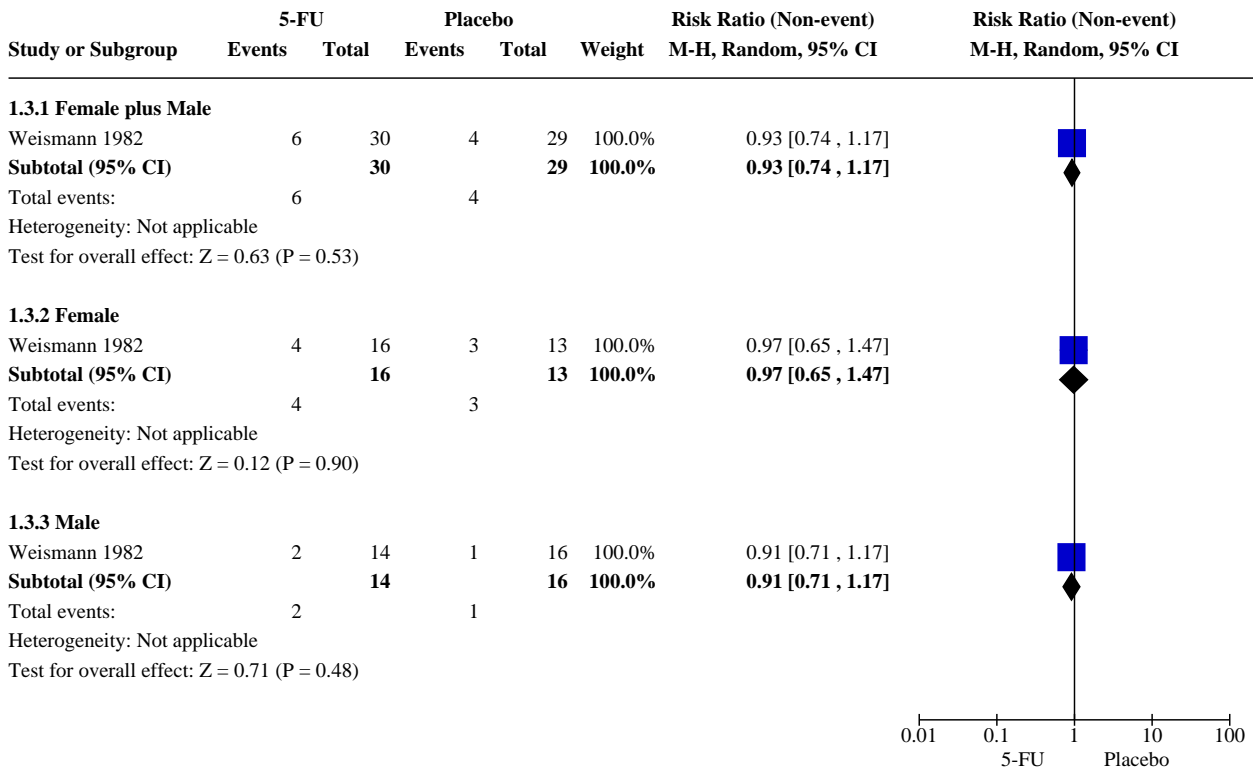 5-FU Placebo Risk Ratio (Non-event) Risk Ratio (Non-event)
Study or Subgroup Events Total Events Total Weight M-H, Random, 95% CI M-H, Random, 95% CI
1.3.1 Female plus Male
Weismann 1982 6 30 4 29 100.0% 0.93 [0.74 , 1.17]
Subtotal (95% CI) 30 29 100.0% 0.93 [0.74 , 1.17]
Total events: 6 4
Heterogeneity: Not applicable
Test for overall effect: Z = 0.63 (P = 0.53)
1.3.2 Female
Weismann 1982 4 16 3 13 100.0% 0.97 [0.65 , 1.47]
Subtotal (95% CI) 16 13 100.0% 0.97 [0.65 , 1.47]
Total events: 4 3
Heterogeneity: Not applicable
Test for overall effect: Z = 0.12 (P = 0.90)
1.3.3 Male
Weismann 1982 2 14 1 16 100.0% 0.91 [0.71 , 1.17]
Subtotal (95% CI) 14 16 100.0% 0.91 [0.71 , 1.17]
Total events: 2 1
Heterogeneity: Not applicable
Test for overall effect: Z = 0.71 (P = 0.48)
0.01 0.1 1 10 100
5-FU Placebo